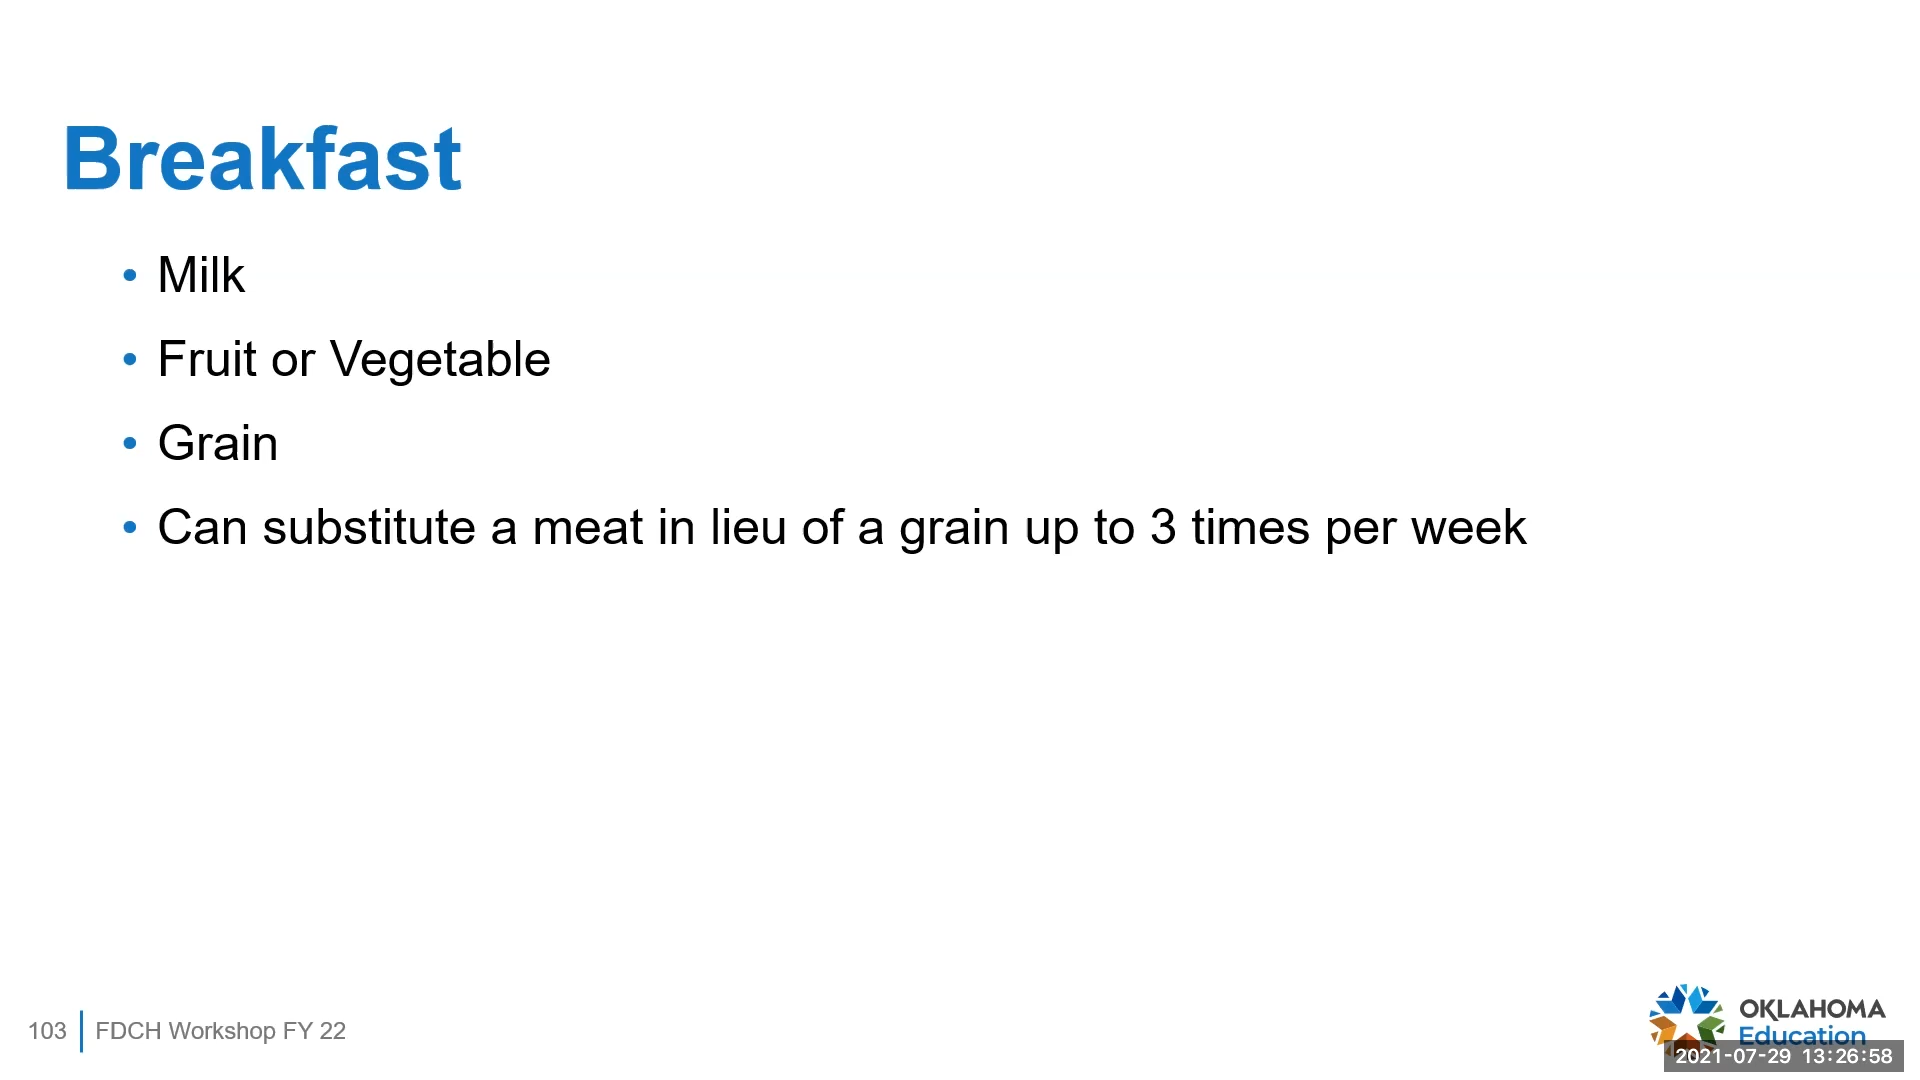 Breakfast
• Milk
• Fruit or Vegetable
• Grain
• Can substitute a meat in lieu of a grain up to 3 times per week
103 FDCH Workshop FY 22
OKLAHOMA
Education
2021-07-29 13:26:58